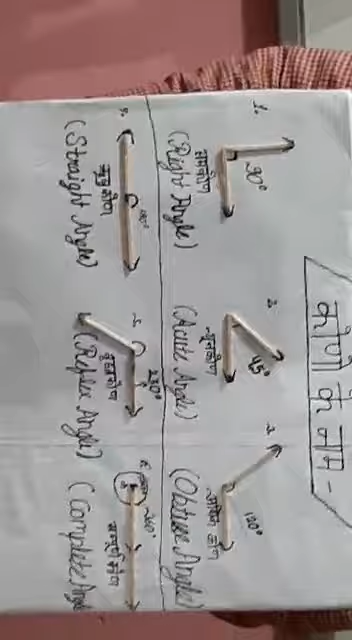 कोणों के नाम -
1.
90°
समकोण
(Right Angle)
2.
45°
न्यूनकोण
(Acute Angle)
3.
120°
अधिक कोण
(Obtuse Angle)
4.
180°
ऋजु कोण
(Straight Angle)
5.
(Reflex Angle)
6.
360°
सम्पूर्ण कोण
(Complete Angle